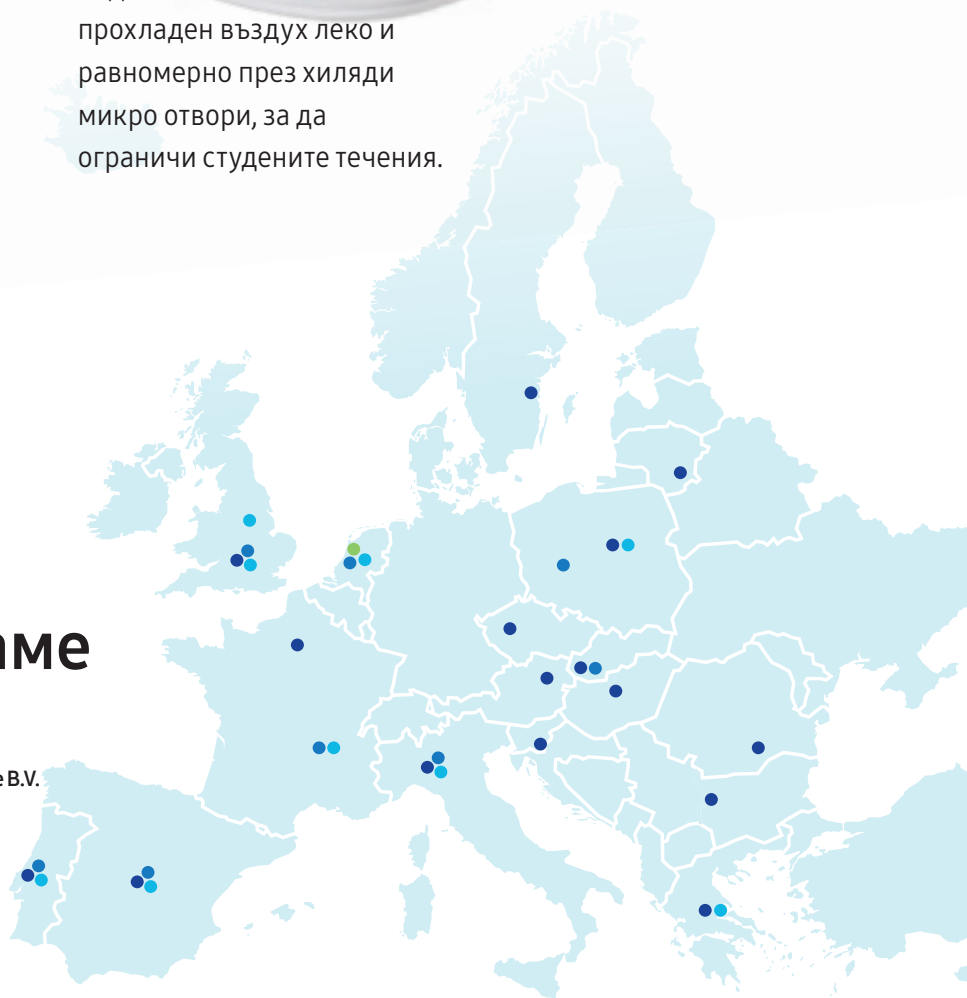 прохладен въздух леко и
равномерно през хиляди
микро отвори, за да
ограничи студените течения.
аме
e B.V.